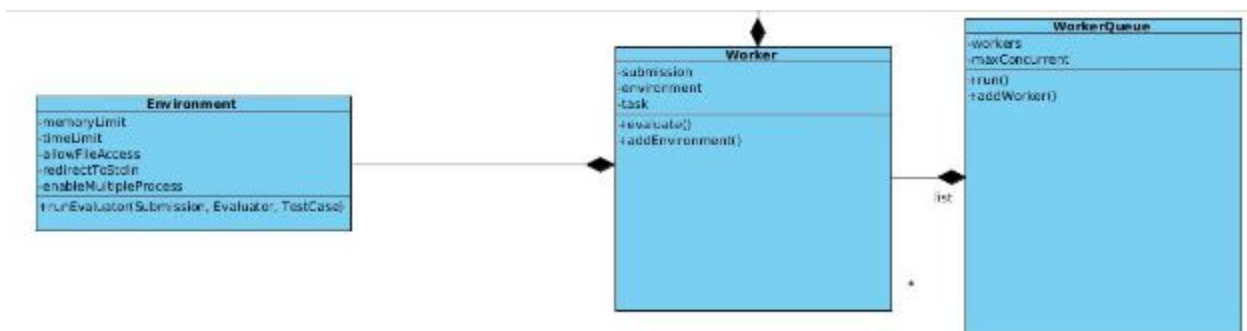 Environment
-memoryLimit
-timeLimit
-allowFileAccess
-redirectToStdin
-enableMultipleProcess
+runEvaluator(Submission, Evaluator, TestCase)
Worker
-submission
-environment
-task
+evaluate()
+addEnvironment()
list
*
WorkerQueue
-workers
-maxConcurrent
+run()
+addWorker()